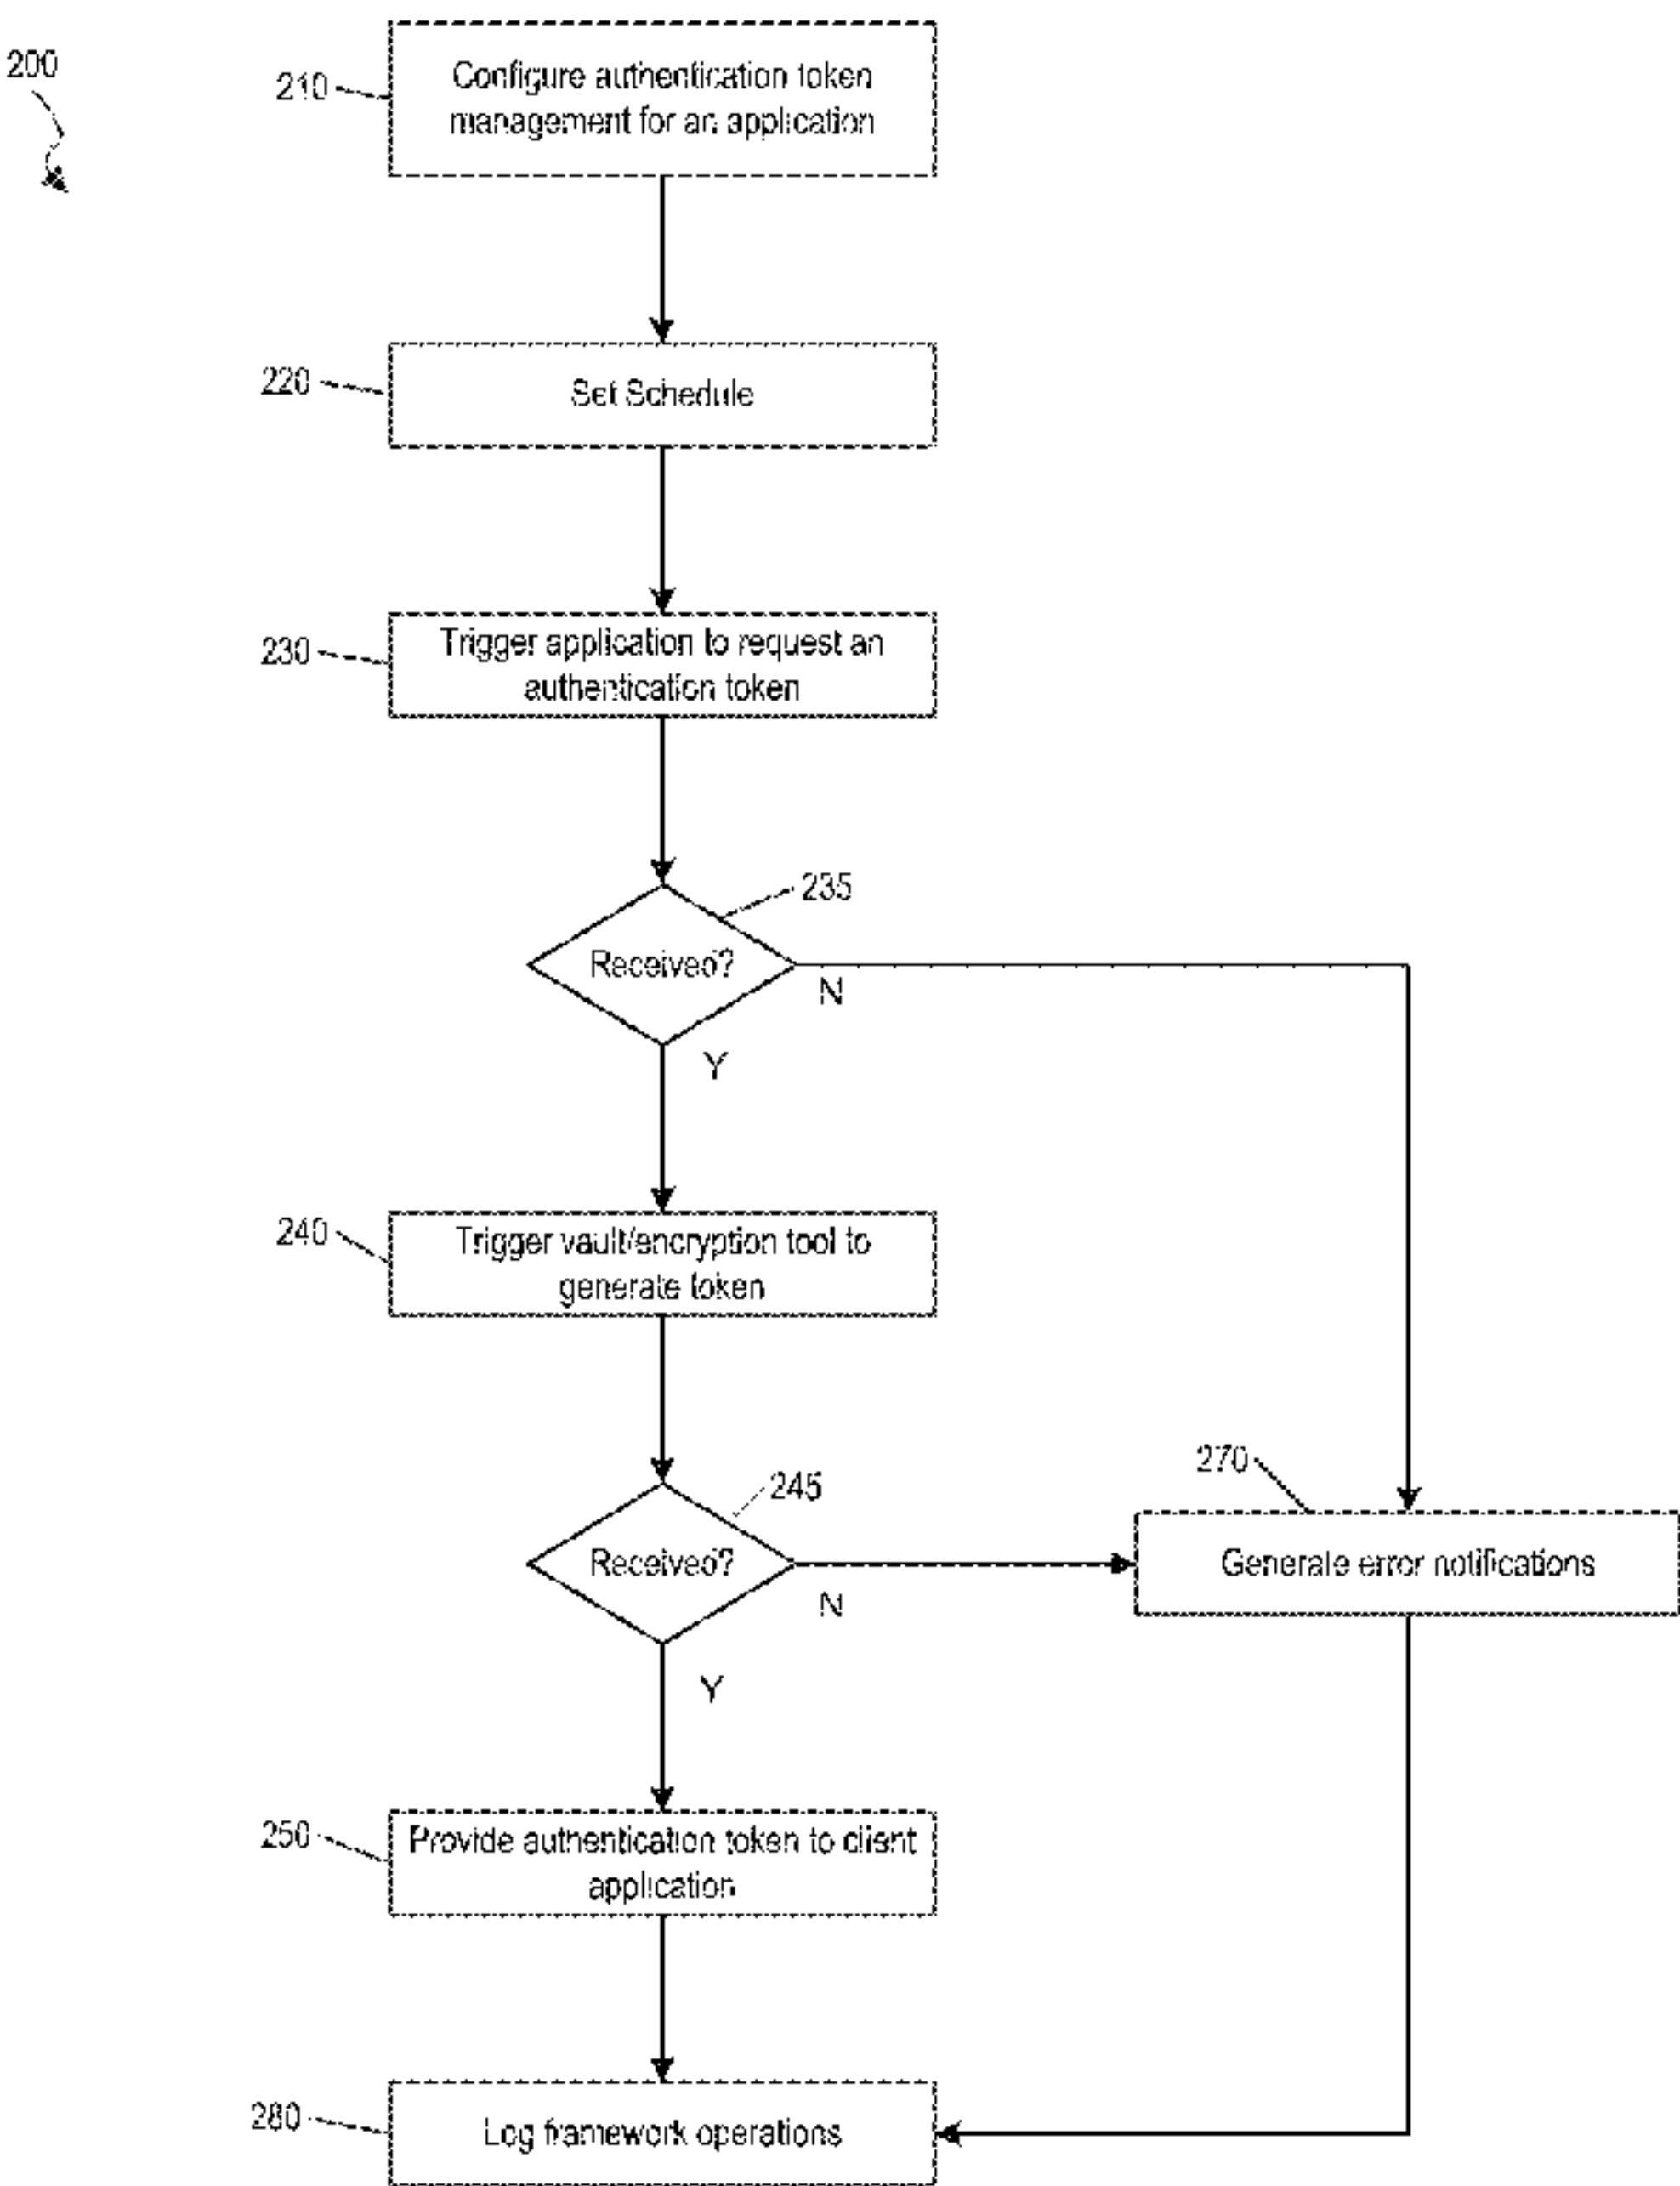 200
210
Configure authentication token
management for an application
220
Set Schedule
230
Trigger application to request an
authentication token
235
Received?
N
Y
240
Trigger vault/encryption tool to
generate token
245
Received?
N
Y
270
Generate error notifications
250
Provide authentication token to client
application
280
Log framework operations